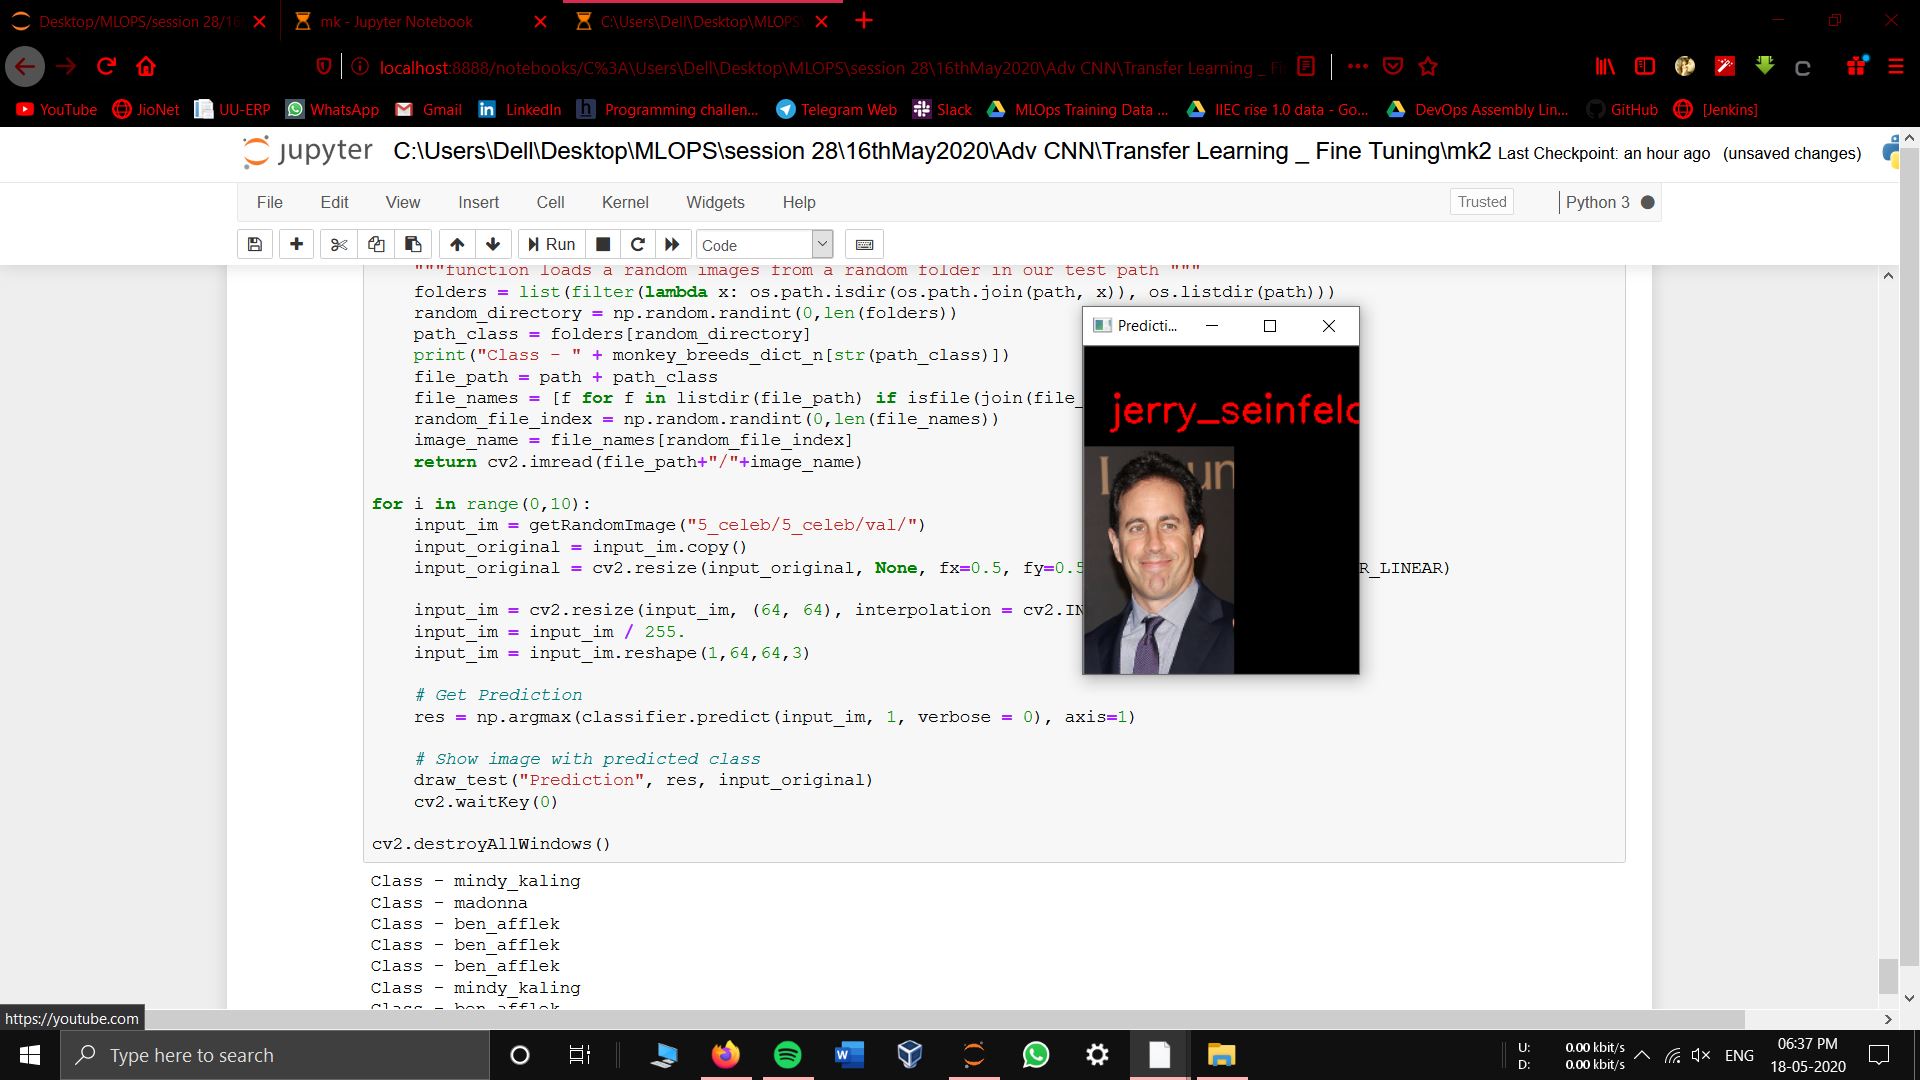 Desktop/MLOPS/session 28/16
mk - Jupyter Notebook
C:\Users\Dell\Desktop\MLOPS\
localhost:8888/notebooks/C%3A\Users\Dell\Desktop\MLOPS\session 28\16thMay2020\Adv CNN\Transfer Learning _ Fi
YouTube JioNet UU-ERP WhatsApp Gmail LinkedIn Programming challen... Telegram Web Slack MLOps Training Data ... IIEC rise 1.0 data - Go... DevOps Assembly Lin... GitHub [Jenkins]
jupyter C:\Users\Dell\Desktop\MLOPS\session 28\16thMay2020\Adv CNN\Transfer Learning _ Fine Tuning\mk2 Last Checkpoint: an hour ago (unsaved changes)
File Edit View Insert Cell Kernel Widgets Help Trusted Python 3
Run Code
"""function loads a random images from a random folder in our test path """
folders = list(filter(lambda x: os.path.isdir(os.path.join(path, x)), os.listdir(path)))
random_directory = np.random.randint(0,len(folders))
path_class = folders[random_directory]
print("Class - " + monkey_breeds_dict_n[str(path_class)])
file_path = path + path_class
file_names = [f for f in listdir(file_path) if isfile(join(file_
random_file_index = np.random.randint(0,len(file_names))
image_name = file_names[random_file_index]
return cv2.imread(file_path+"/"+image_name)
for i in range(0,10):
input_im = getRandomImage("5_celeb/5_celeb/val/")
input_original = input_im.copy()
input_original = cv2.resize(input_original, None, fx=0.5, fy=0.5 R_LINEAR)
input_im = cv2.resize(input_im, (64, 64), interpolation = cv2.IN
input_im = input_im / 255.
input_im = input_im.reshape(1,64,64,3)
# Get Prediction
res = np.argmax(classifier.predict(input_im, 1, verbose = 0), axis=1)
# Show image with predicted class
draw_test("Prediction", res, input_original)
cv2.waitKey(0)
cv2.destroyAllWindows()
Predicti...
jerry_seinfeld
Class - mindy_kaling
Class - madonna
Class - ben_afflek
Class - ben_afflek
Class - ben_afflek
Class - mindy_kaling
Class - ben_afflek
https://youtube.com
Type here to search
U: 0.00 kbit/s
D: 0.00 kbit/s
ENG
06:37 PM
18-05-2020